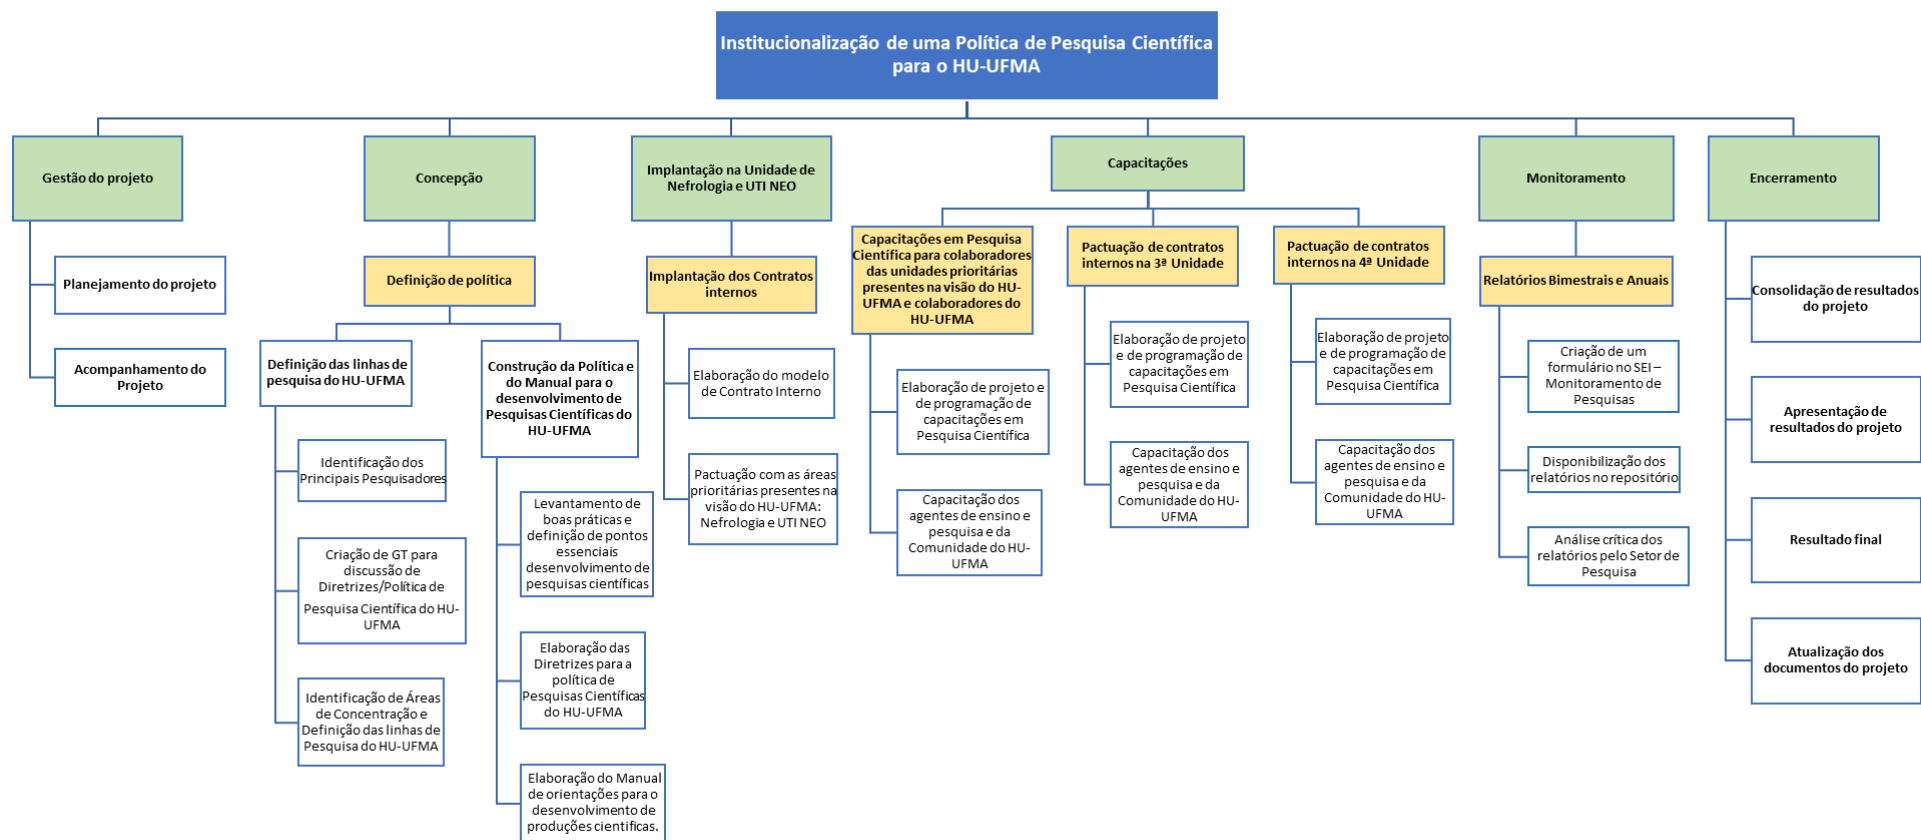 Institucionalização de uma Política de Pesquisa Científica
para o HU-UFMA
Gestão do projeto
Planejamento do projeto
Acompanhamento do
Projeto
Concepção
Definição de política
Definição das linhas de
pesquisa do HU-UFMA
Identificação dos
Principais Pesquisadores
Criação de GT para
discussão de
Diretrizes/Política de
Pesquisa Científica do HU-
UFMA
Identificação de Áreas
de Concentração e
Definição das linhas de
Pesquisa do HU-UFMA
Construção da Política e
do Manual para o
desenvolvimento de
Pesquisas Científicas do
HU-UFMA
Levantamento de
boas práticas e
definição de pontos
essenciais
desenvolvimento de
pesquisas científicas
Elaboração das
Diretrizes para a
política de
Pesquisas Científicas
do HU-UFMA
Elaboração do Manual
de orientações para o
desenvolvimento de
produções cientificas.
Implantação na Unidade de
Nefrologia e UTI NEO
Implantação dos Contratos
internos
Elaboração do modelo
de Contrato Interno
Pactuação com as áreas
prioritárias presentes na
visão do HU-UFMA:
Nefrologia e UTI NEO
Capacitações
Capacitações em Pesquisa
Científica para colaboradores
das unidades prioritárias
presentes na visão do HU-
UFMA e colaboradores do
HU-UFMA
Elaboração de projeto e
de programação de
capacitações em
Pesquisa Científica
Capacitação dos
agentes de ensino e
pesquisa e da
Comunidade do HU-
UFMA
Pactuação de contratos
internos na 3ª Unidade
Elaboração de projeto
e de programação de
capacitações em
Pesquisa Científica
Capacitação dos
agentes de ensino e
pesquisa e da
Comunidade do HU-
UFMA
Pactuação de contratos
internos na 4ª Unidade
Elaboração de projeto
e de programação de
capacitações em
Pesquisa Científica
Capacitação dos
agentes de ensino e
pesquisa e da
Comunidade do HU-
UFMA
Monitoramento
Relatórios Bimestrais e Anuais
Criação de um
formulário no SEI –
Monitoramento de
Pesquisas
Disponibilização dos
relatórios no repositório
Análise crítica dos
relatórios pelo Setor de
Pesquisa
Encerramento
Consolidação de resultados
do projeto
Apresentação de
resultados do projeto
Resultado final
Atualização dos
documentos do projeto